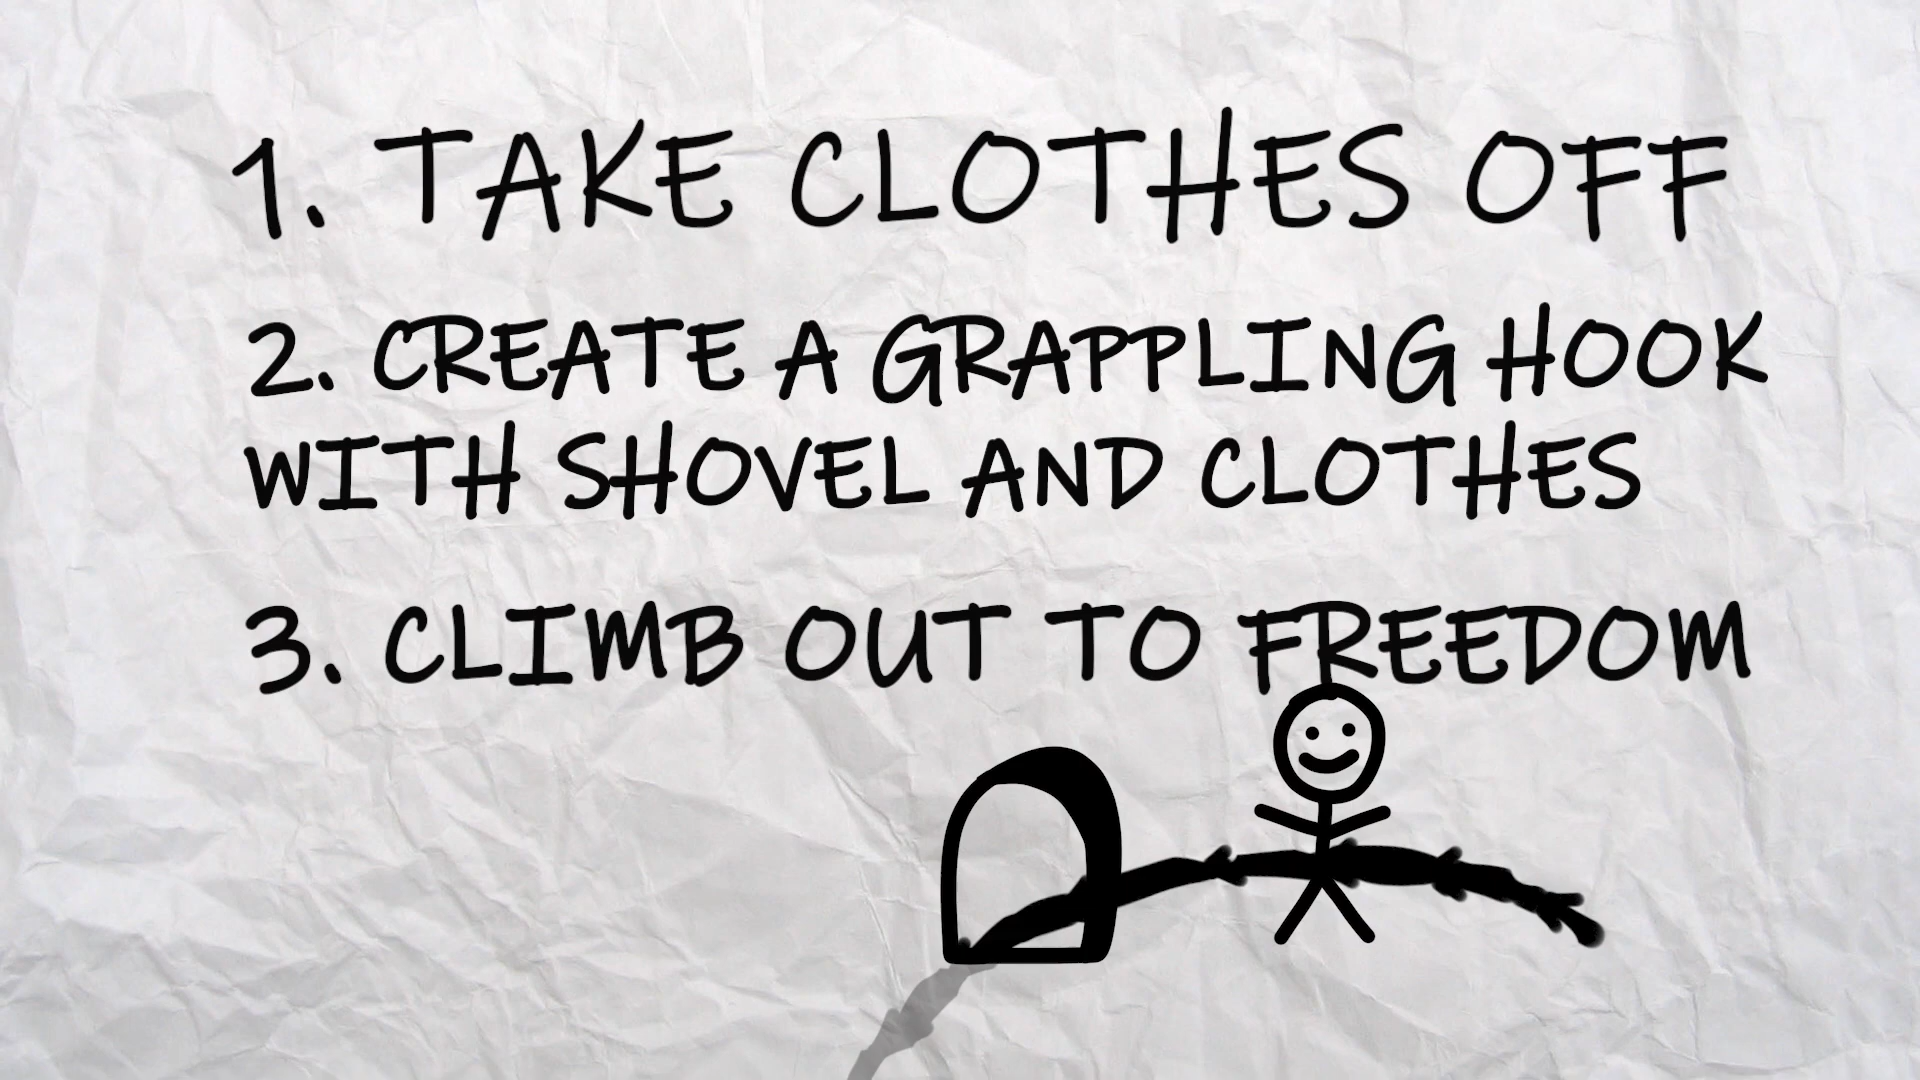 1. TAKE CLOTHES OFF
2. CREATE A GRAPPLING HOOK
WITH SHOVEL AND CLOTHES
3. CLIMB OUT TO FREEDOM